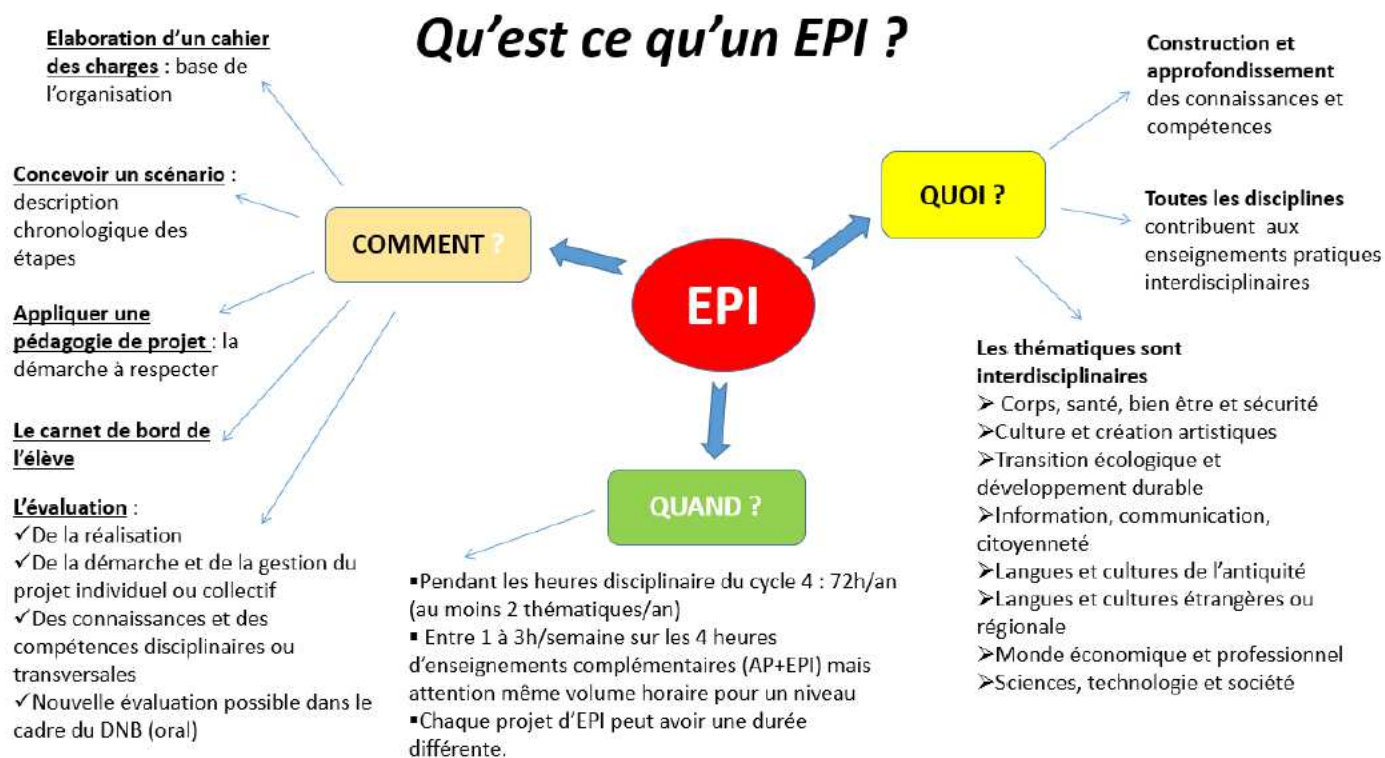 Qu'est ce qu'un EPI ?
Elaboration d'un cahier
des charges : base de
l'organisation
Concevoir un scénario :
description
chronologique des
étapes
Appliquer une
pédagogie de projet : la
démarche à respecter
Le carnet de bord de
l'élève
L'évaluation :
✓De la réalisation
✓De la démarche et de la gestion du
projet individuel ou collectif
✓Des connaissances et des
compétences disciplinaires ou
transversales
✓Nouvelle évaluation possible dans le
cadre du DNB (oral)
COMMENT ?
EPI
QUAND ?
▪Pendant les heures disciplinaire du cycle 4 : 72h/an
(au moins 2 thématiques/an)
▪ Entre 1 à 3h/semaine sur les 4 heures
d'enseignements complémentaires (AP+EPI) mais
attention même volume horaire pour un niveau
▪Chaque projet d'EPI peut avoir une durée
différente.
QUOI ?
Construction et
approfondissement
des connaissances et
compétences
Toutes les disciplines
contribuent aux
enseignements pratiques
interdisciplinaires
Les thématiques sont
interdisciplinaires
➢ Corps, santé, bien être et sécurité
➢Culture et création artistiques
➢Transition écologique et
développement durable
➢Information, communication,
citoyenneté
➢Langues et cultures de l'antiquité
➢Langues et cultures étrangères ou
régionale
➢Monde économique et professionnel
➢Sciences, technologie et société